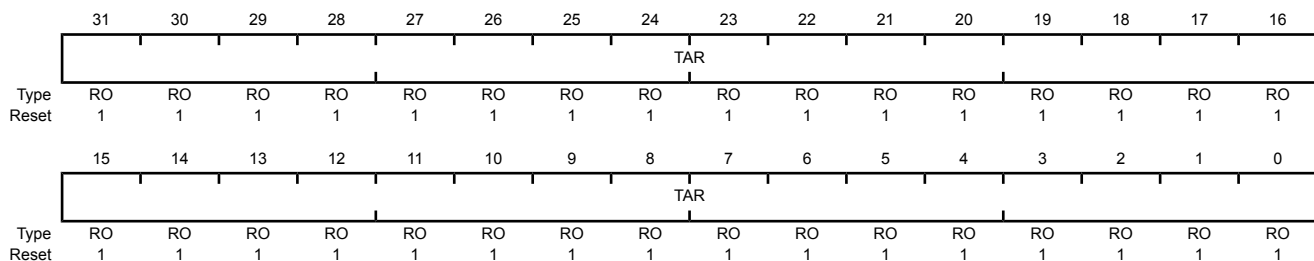 31 30 29 28 27 26 25 24 23 22 21 20 19 18 17 16
TAR
Type RO RO RO RO RO RO RO RO RO RO RO RO RO RO RO RO
Reset 1 1 1 1 1 1 1 1 1 1 1 1 1 1 1 1
15 14 13 12 11 10 9 8 7 6 5 4 3 2 1 0
TAR
Type RO RO RO RO RO RO RO RO RO RO RO RO RO RO RO RO
Reset 1 1 1 1 1 1 1 1 1 1 1 1 1 1 1 1